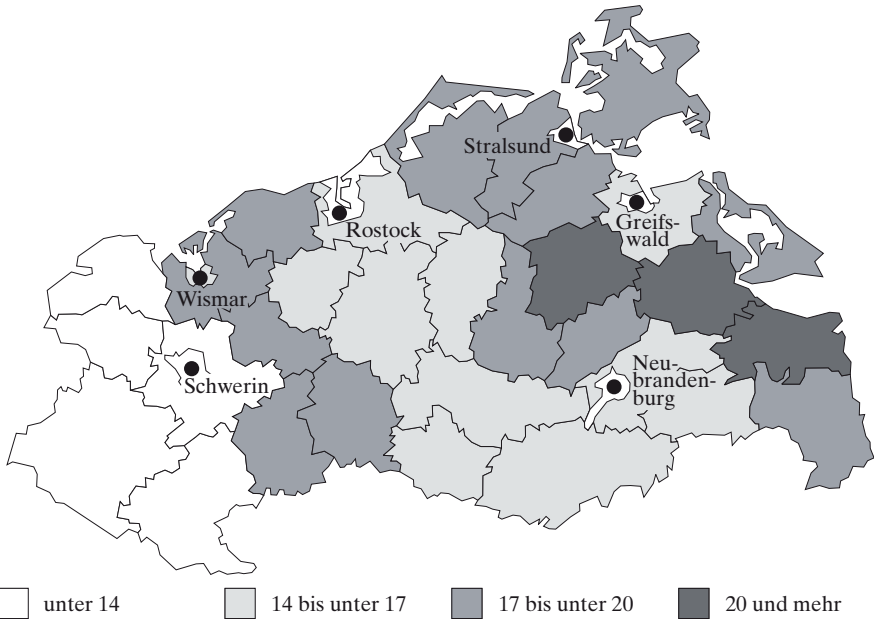 Stralsund
Greifs-
wald
Rostock
Wismar
Neu-
branden-
burg
Schwerin
unter 14
14 bis unter 17
17 bis unter 20
20 und mehr